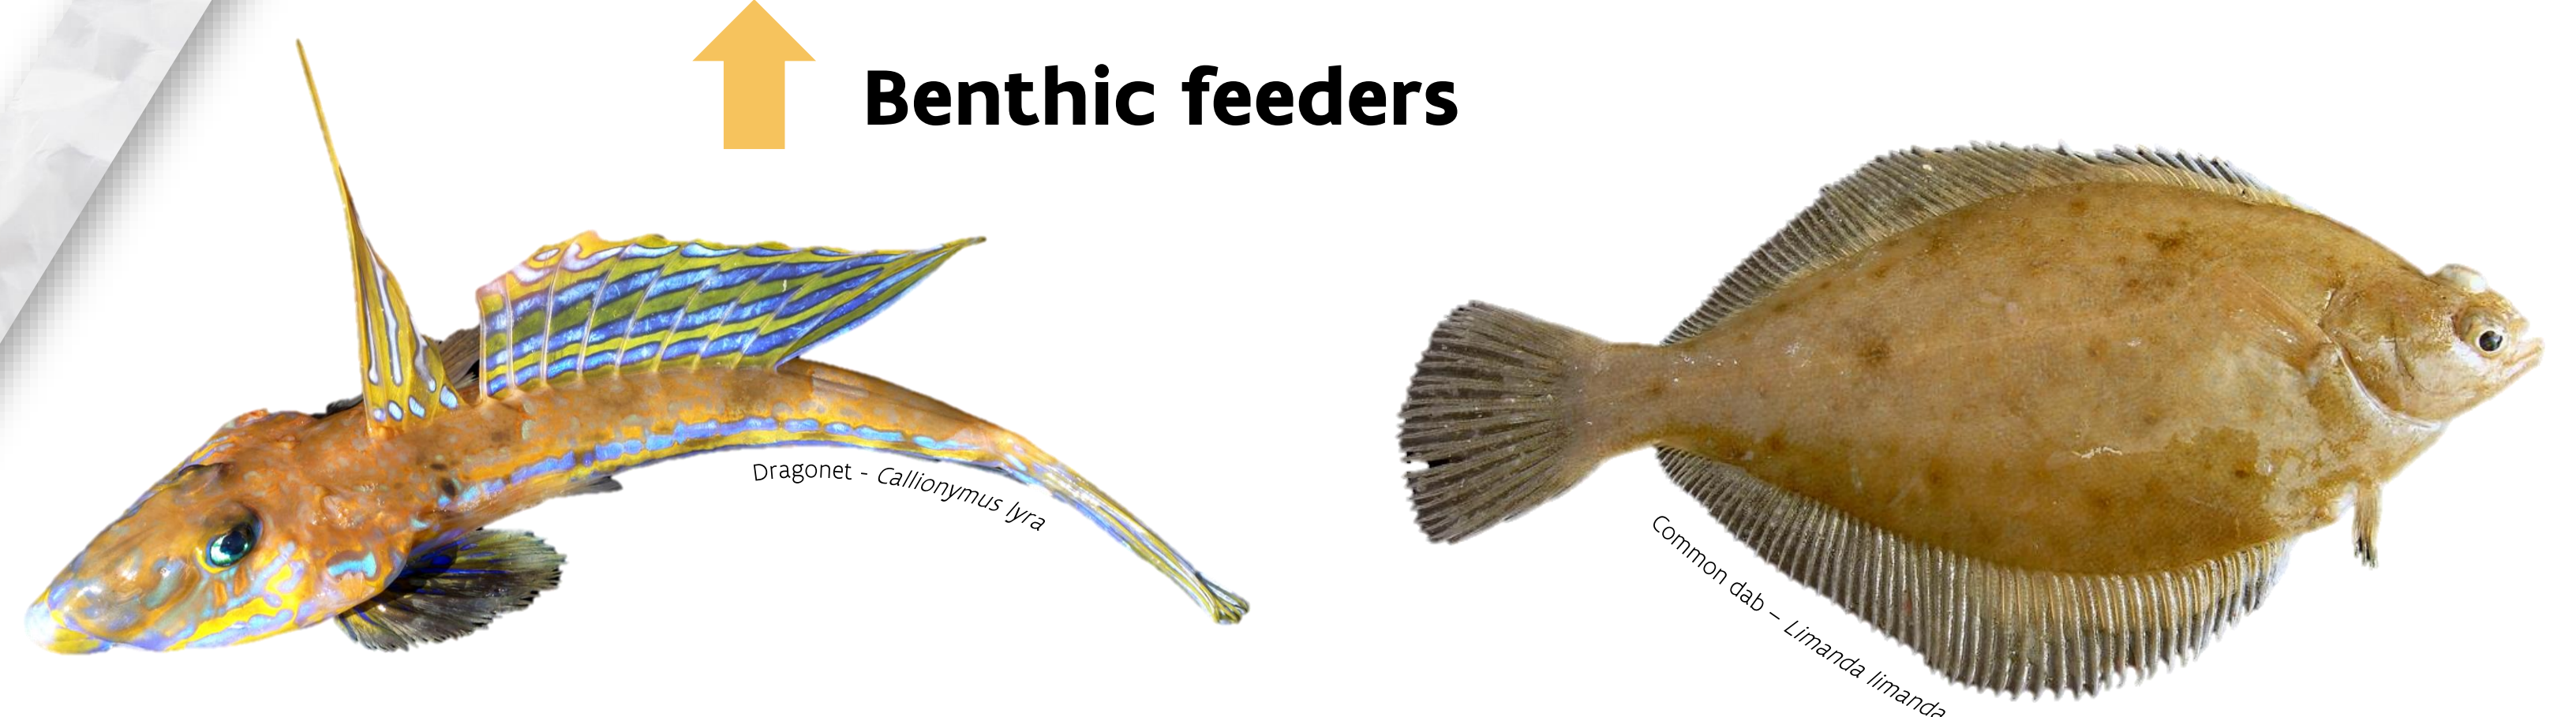 Benthic feeders
Dragonet - Callionymus lyra
Common dab – Limanda limanda